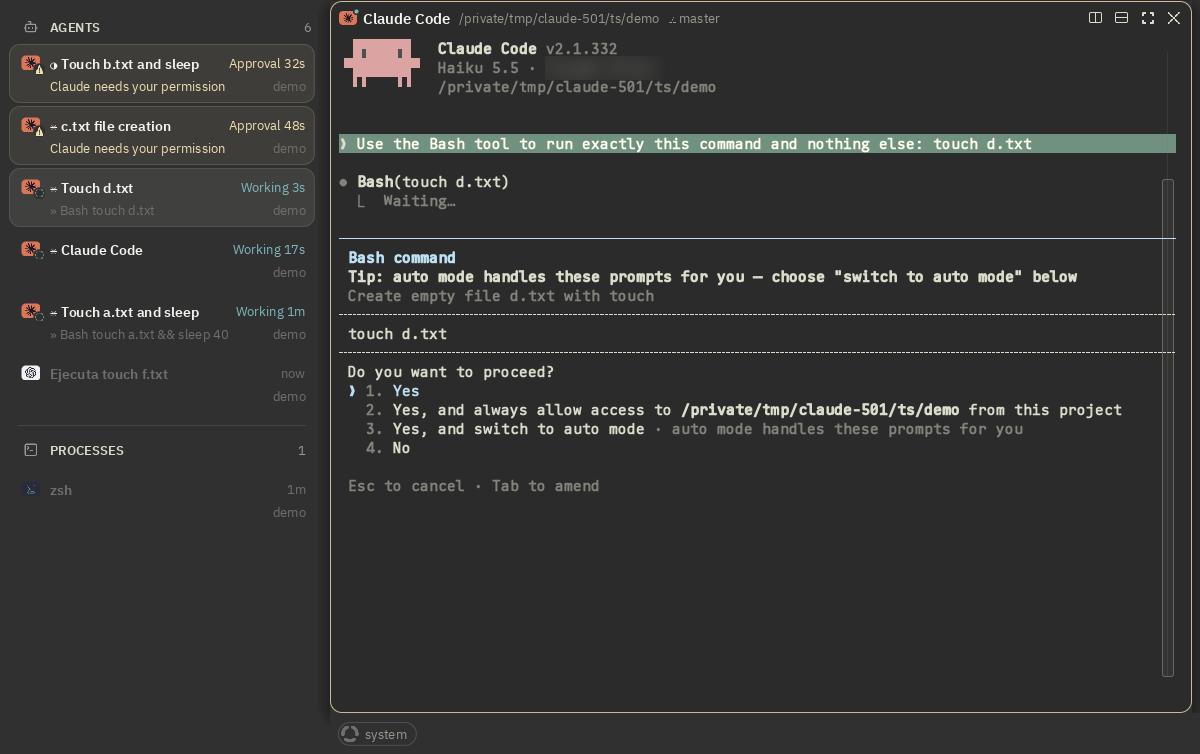 AGENTS 6
Touch b.txt and sleep Approval 32s
Claude needs your permission demo
c.txt file creation Approval 48s
Claude needs your permission demo
Touch d.txt Working 3s
» Bash touch d.txt demo
Claude Code Working 17s
demo
Touch a.txt and sleep Working 1m
» Bash touch a.txt && sleep 40 demo
Ejecuta touch f.txt now
demo
PROCESSES 1
zsh 1m
demo
Claude Code /private/tmp/claude-501/ts/demo master
Claude Code v2.1.332
Haiku 5.5 ·
/private/tmp/claude-501/ts/demo
❯ Use the Bash tool to run exactly this command and nothing else: touch d.txt
● Bash(touch d.txt)
⎿ Waiting…
Bash command
Tip: auto mode handles these prompts for you — choose "switch to auto mode" below
Create empty file d.txt with touch
touch d.txt
Do you want to proceed?
❯ 1. Yes
2. Yes, and always allow access to /private/tmp/claude-501/ts/demo from this project
3. Yes, and switch to auto mode · auto mode handles these prompts for you
4. No
Esc to cancel · Tab to amend
system